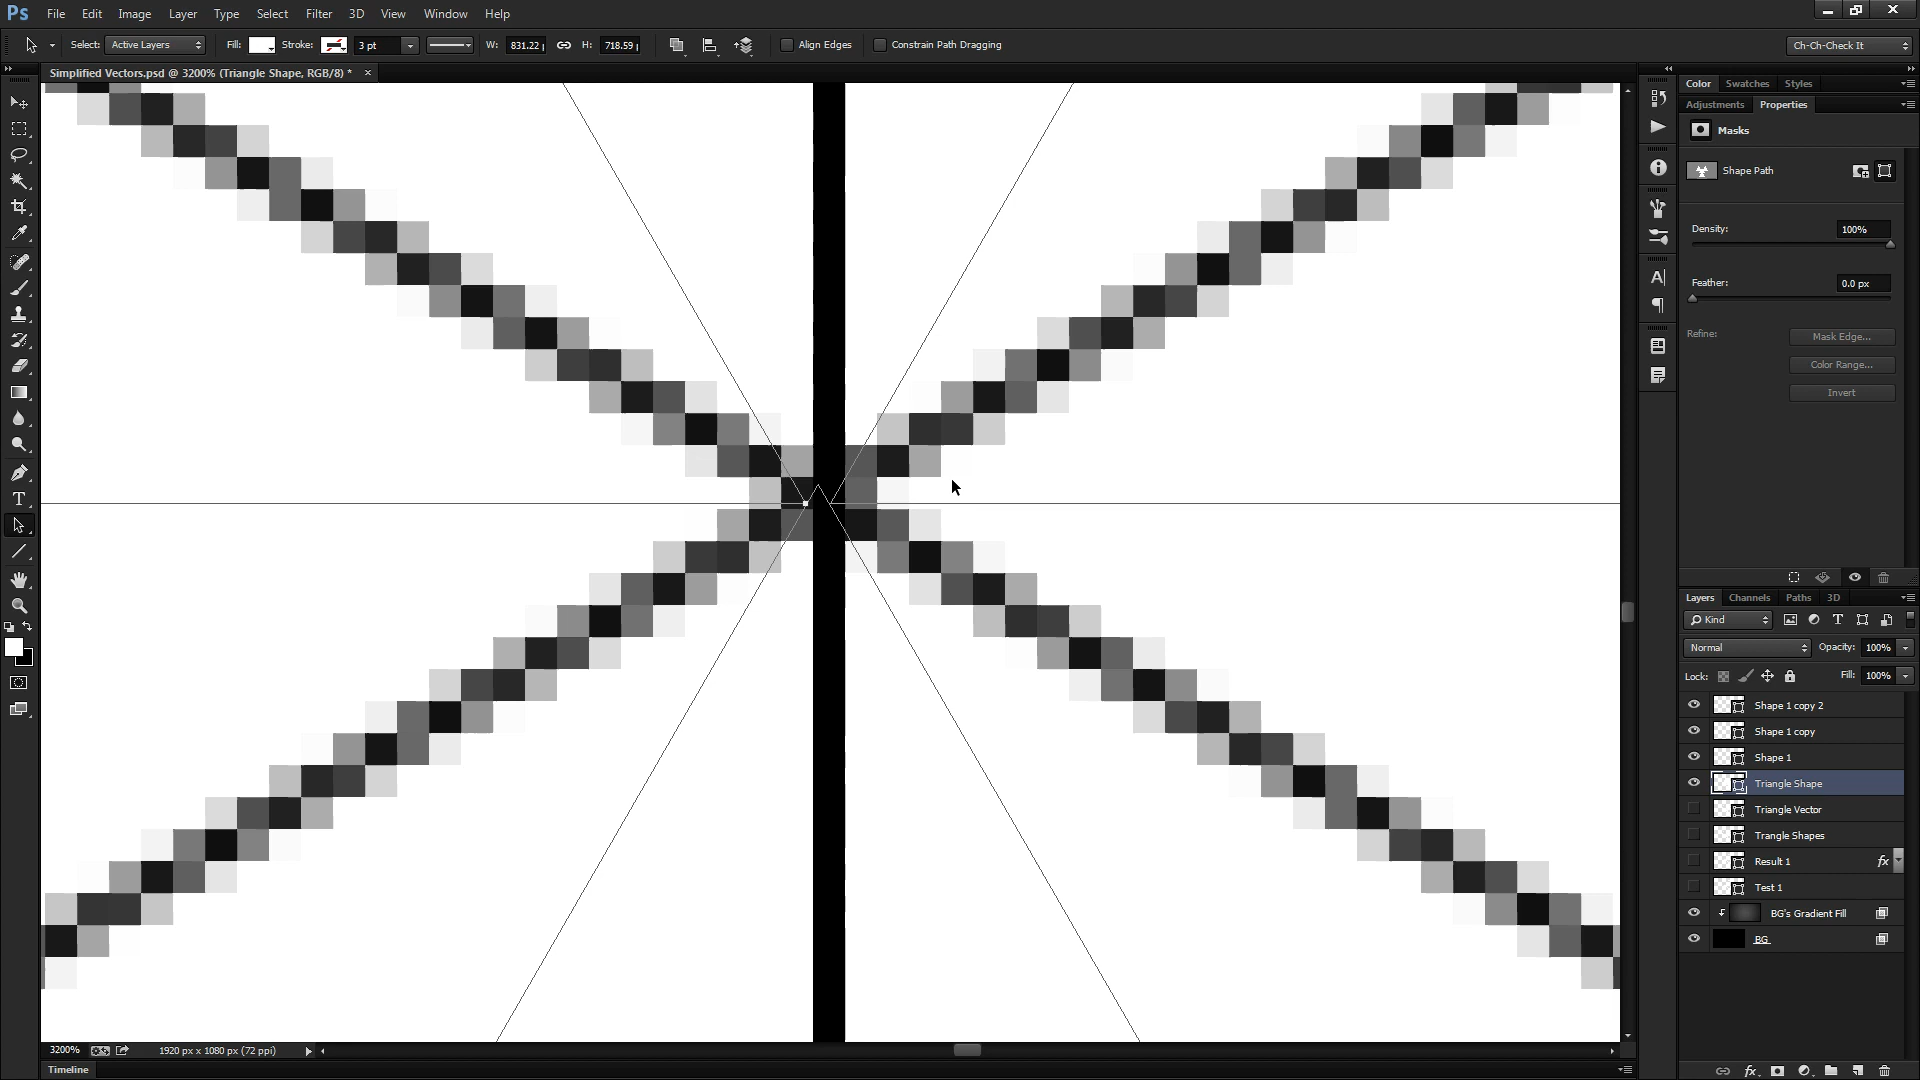 Ps File Edit Image Layer Type Select Filter 3D View Window Help
Select: Active Layers Fill: Stroke: 3 pt W: 831.22 H: 718.59 Align Edges Constrain Path Dragging Ch-Ch-Check It
Simplified Vectors.psd @ 3200% (Triangle Shape, RGB/8) *
Color Swatches Styles
Adjustments Properties
Masks
Shape Path
Density: 100%
Feather: 0.0 px
Refine: Mask Edge...
Color Range...
Invert
Layers Channels Paths 3D
Kind
Normal Opacity: 100%
Lock: Fill: 100%
Shape 1 copy 2
Shape 1 copy
Shape 1
Triangle Shape
Triangle Vector
Trangle Shapes
Result 1 fx
Test 1
BG's Gradient Fill
BG
3200% 1920 px x 1080 px (72 ppi)
Timeline fx